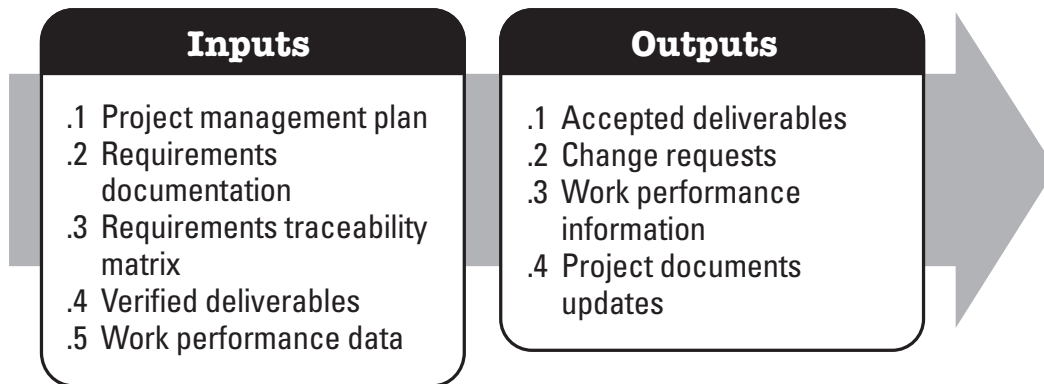 Inputs
.1 Project management plan
.2 Requirements
documentation
.3 Requirements traceability
matrix
.4 Verified deliverables
.5 Work performance data
Outputs
.1 Accepted deliverables
.2 Change requests
.3 Work performance
information
.4 Project documents
updates